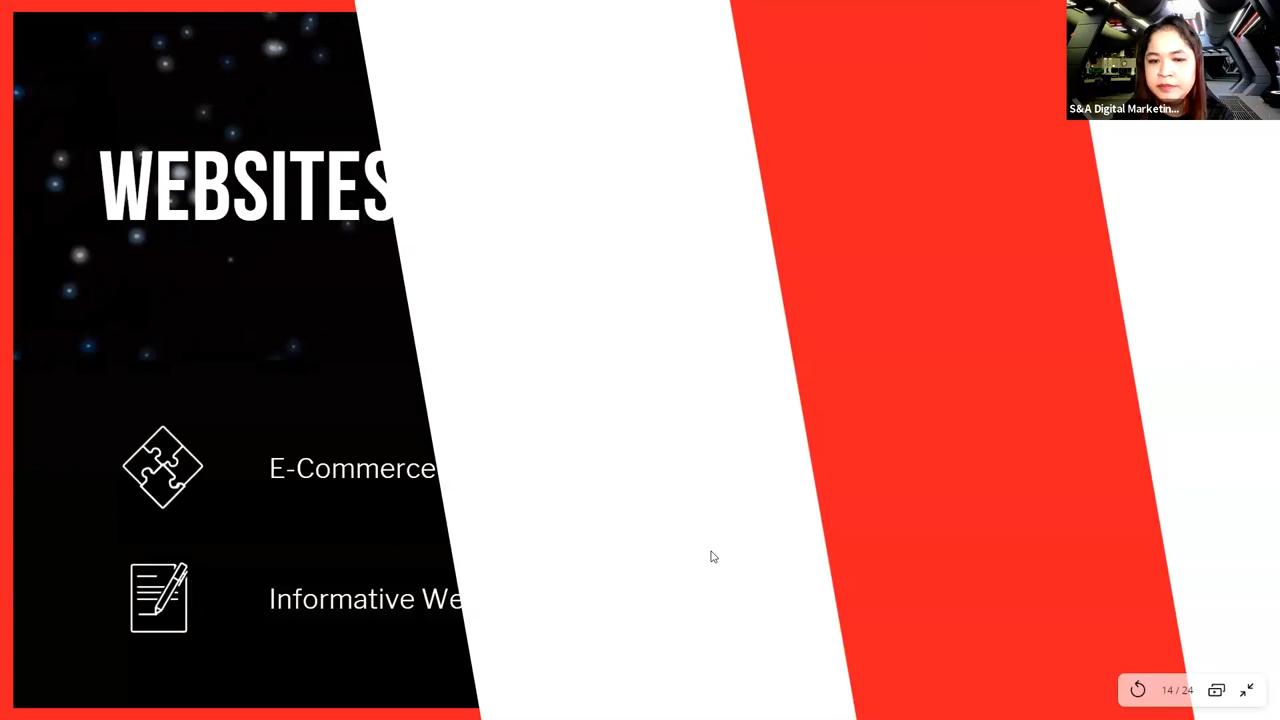 S&A Digital Marketin...
WEBSITES
E-Commerce
Informative We
14 / 24